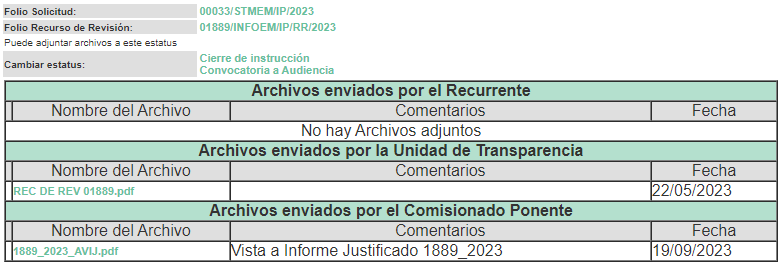 Folio Solicitud: 00033/STMEM/IP/2023
Folio Recurso de Revisión: 01889/INFOEM/IP/RR/2023
Puede adjuntar archivos a este estatus
Cambiar estatus: Cierre de instrucción
Convocatoria a Audiencia
Archivos enviados por el Recurrente
Nombre del Archivo Comentarios Fecha
No hay Archivos adjuntos
Archivos enviados por la Unidad de Transparencia
Nombre del Archivo Comentarios Fecha
REC DE REV 01889.pdf 22/05/2023
Archivos enviados por el Comisionado Ponente
Nombre del Archivo Comentarios Fecha
1889_2023_AVIJ.pdf Vista a Informe Justificado 1889_2023 19/09/2023